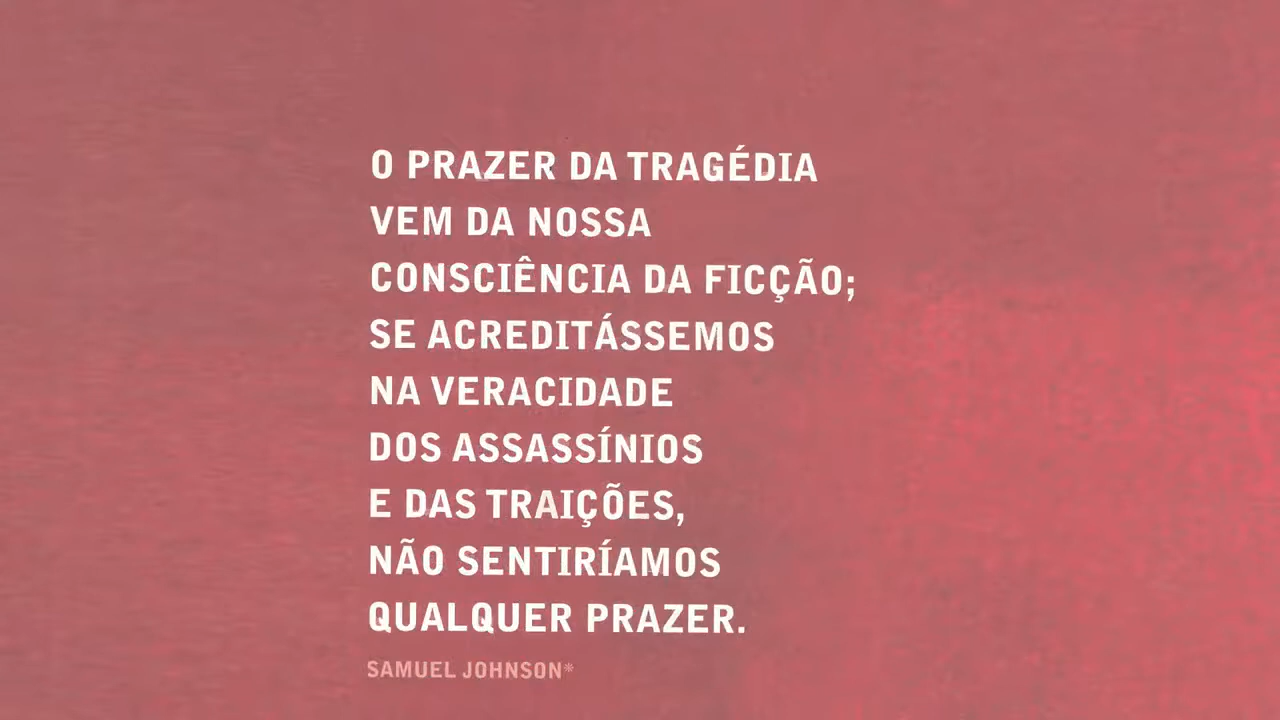 O PRAZER DA TRAGÉDIA
VEM DA NOSSA
CONSCIÊNCIA DA FICÇÃO;
SE ACREDITÁSSEMOS
NA VERACIDADE
DOS ASSASSÍNIOS
E DAS TRAIÇÕES,
NÃO SENTIRÍAMOS
QUALQUER PRAZER.
SAMUEL JOHNSON*